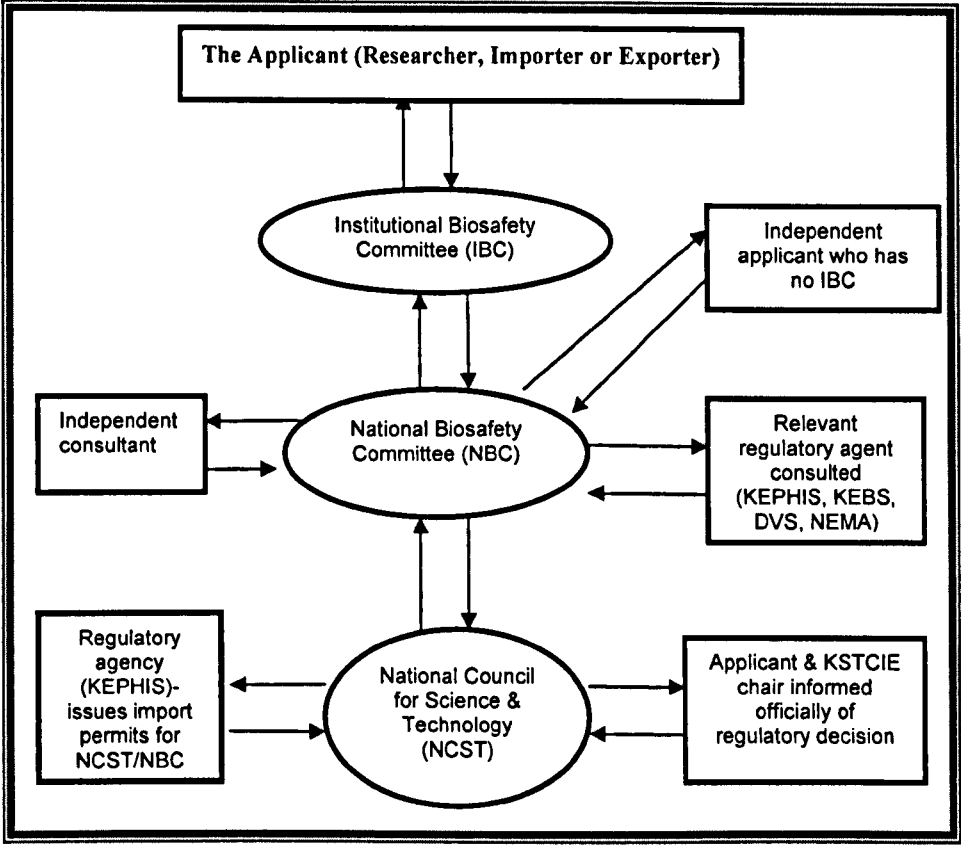 The Applicant (Researcher, Importer or Exporter)
Institutional Biosafety
Committee (IBC)
Independent
applicant who has
no IBC
Independent
consultant
National Biosafety
Committee (NBC)
Relevant
regulatory agent
consulted
(KEPHIS, KEBS,
DVS, NEMA)
Regulatory
agency
(KEPHIS)-
issues import
permits for
NCST/NBC
National Council
for Science &
Technology
(NCST)
Applicant & KSTCIE
chair informed
officially of
regulatory decision